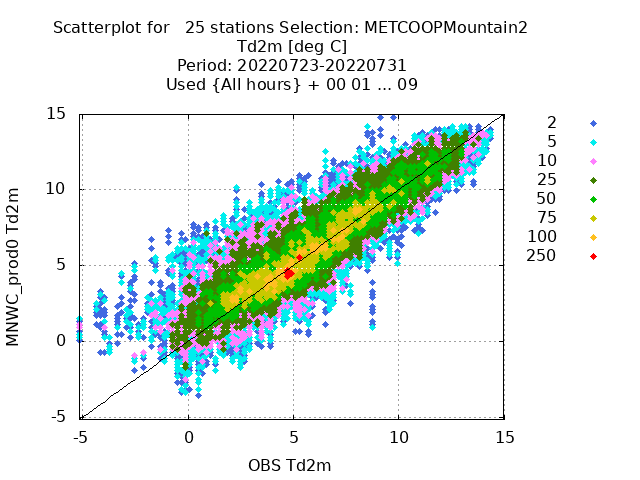 Scatterplot for   25 stations Selection: METCOOPMountain2
Td2m [deg C]
Period: 20220723-20220731
Used {All hours} + 00 01 ... 09
MNWC_prod0 Td2m
15
10
5
0
-5
-5 0 5 10 15
OBS Td2m
2
5
10
25
50
75
100
250